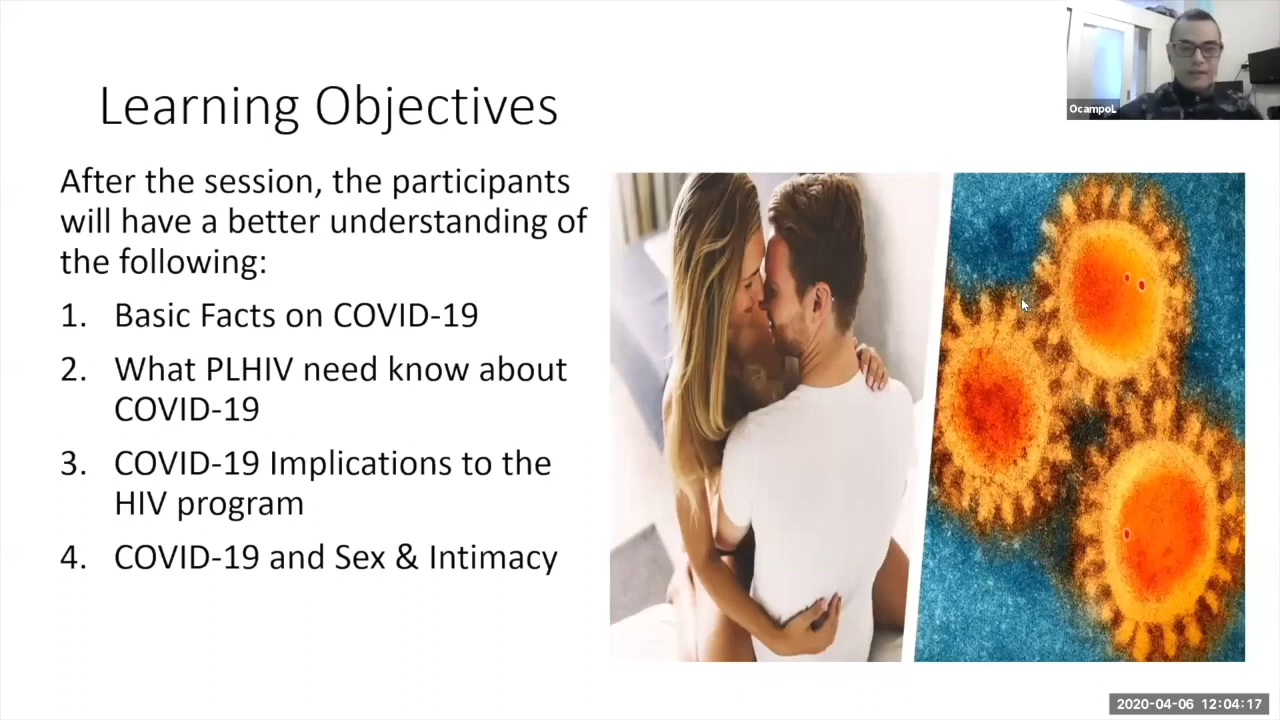 OcampoL
Learning Objectives
After the session, the participants
will have a better understanding of
the following:
1. Basic Facts on COVID-19
2. What PLHIV need know about
COVID-19
3. COVID-19 Implications to the
HIV program
4. COVID-19 and Sex & Intimacy
2020-04-06 12:04:17